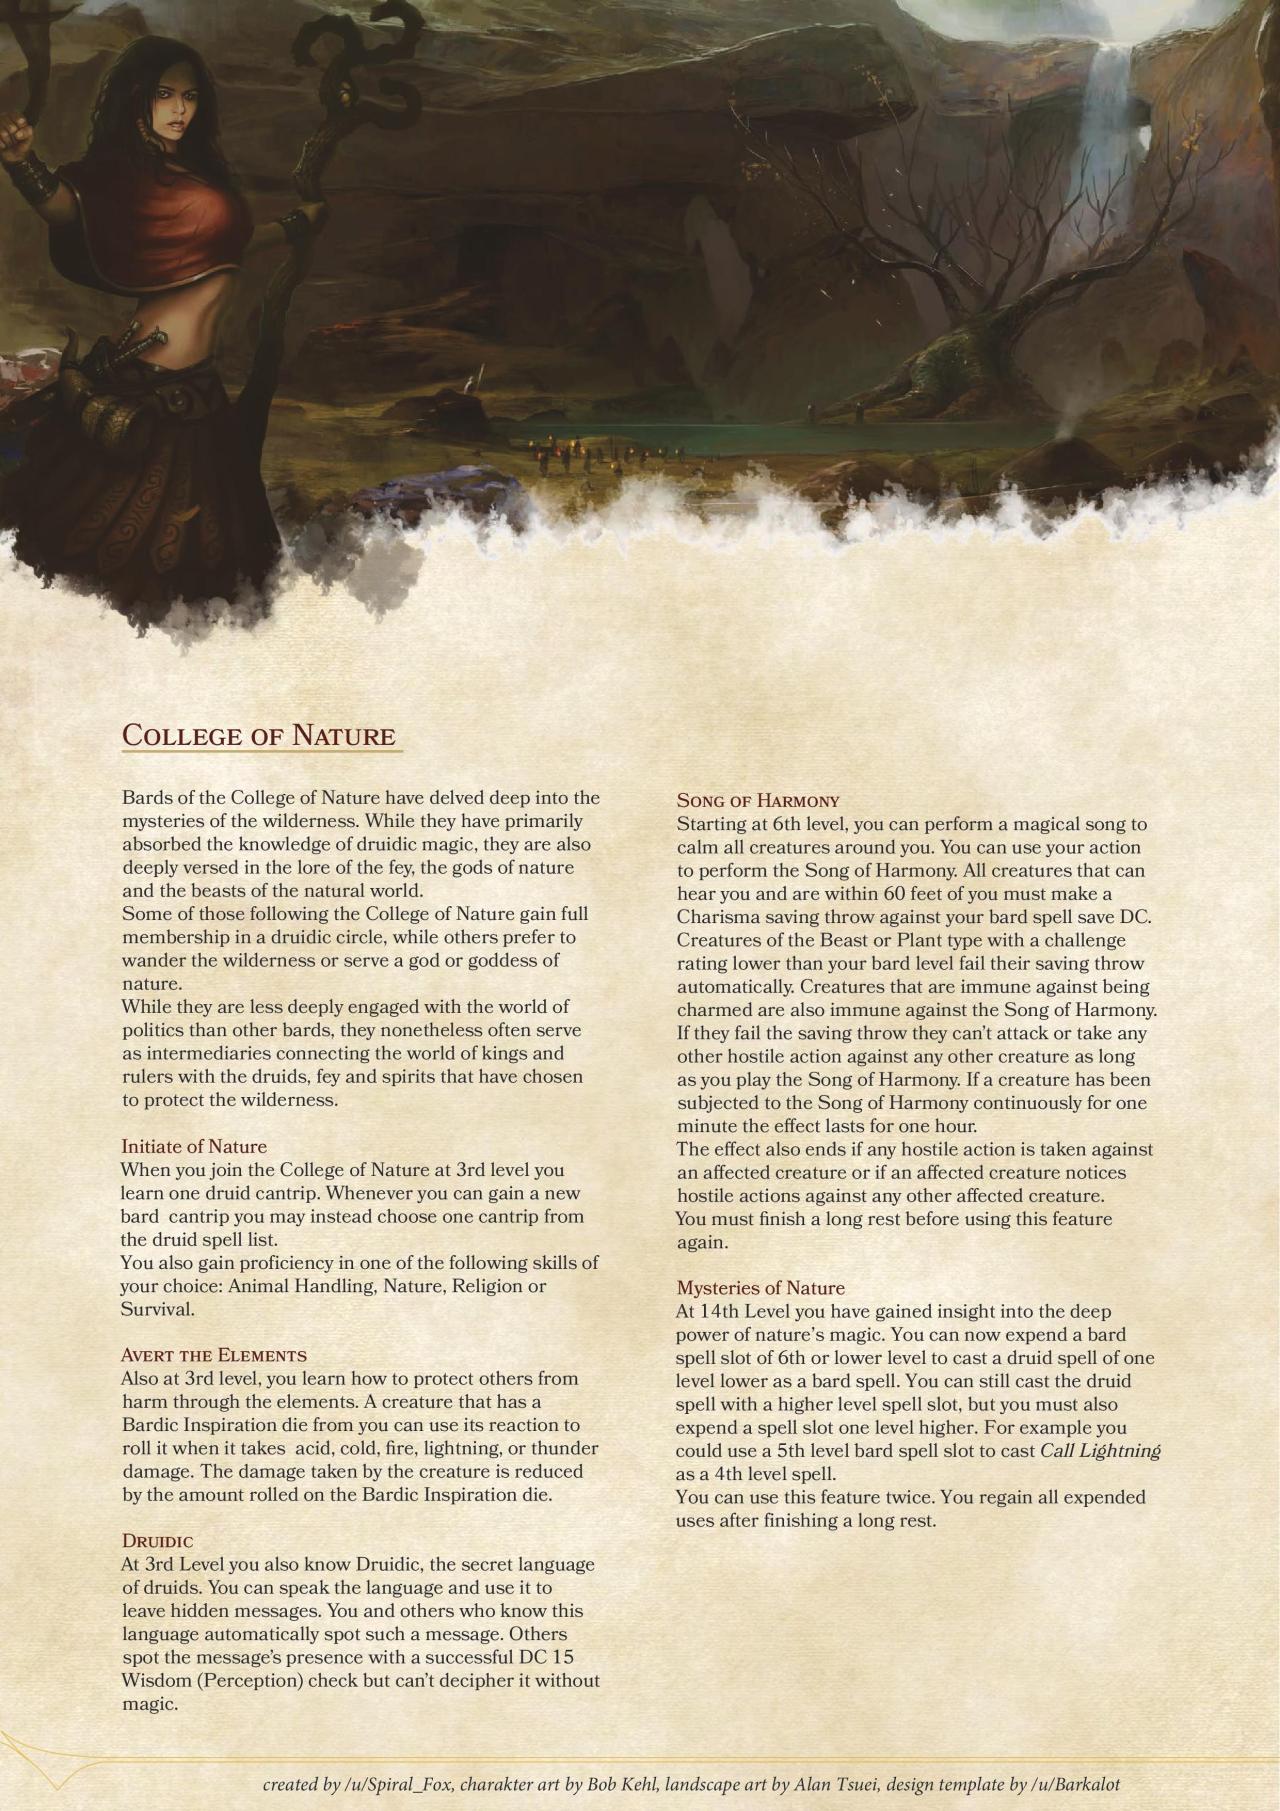 College of Nature
Bards of the College of Nature have delved deep into the
mysteries of the wilderness. While they have primarily
absorbed the knowledge of druidic magic, they are also
deeply versed in the lore of the fey, the gods of nature
and the beasts of the natural world.
Some of those following the College of Nature gain full
membership in a druidic circle, while others prefer to
wander the wilderness or serve a god or goddess of
nature.
While they are less deeply engaged with the world of
politics than other bards, they nonetheless often serve
as intermediaries connecting the world of kings and
rulers with the druids, fey and spirits that have chosen
to protect the wilderness.
Initiate of Nature
When you join the College of Nature at 3rd level you
learn one druid cantrip. Whenever you can gain a new
bard  cantrip you may instead choose one cantrip from
the druid spell list.
You also gain proficiency in one of the following skills of
your choice: Animal Handling, Nature, Religion or
Survival.
Avert the Elements
Also at 3rd level, you learn how to protect others from
harm through the elements. A creature that has a
Bardic Inspiration die from you can use its reaction to
roll it when it takes  acid, cold, fire, lightning, or thunder
damage. The damage taken by the creature is reduced
by the amount rolled on the Bardic Inspiration die.
Druidic
At 3rd Level you also know Druidic, the secret language
of druids. You can speak the language and use it to
leave hidden messages. You and others who know this
language automatically spot such a message. Others
spot the message's presence with a successful DC 15
Wisdom (Perception) check but can't decipher it without
magic.
Song of Harmony
Starting at 6th level, you can perform a magical song to
calm all creatures around you. You can use your action
to perform the Song of Harmony. All creatures that can
hear you and are within 60 feet of you must make a
Charisma saving throw against your bard spell save DC.
Creatures of the Beast or Plant type with a challenge
rating lower than your bard level fail their saving throw
automatically. Creatures that are immune against being
charmed are also immune against the Song of Harmony.
If they fail the saving throw they can't attack or take any
other hostile action against any other creature as long
as you play the Song of Harmony. If a creature has been
subjected to the Song of Harmony continuously for one
minute the effect lasts for one hour.
The effect also ends if any hostile action is taken against
an affected creature or if an affected creature notices
hostile actions against any other affected creature.
You must finish a long rest before using this feature
again.
Mysteries of Nature
At 14th Level you have gained insight into the deep
power of nature's magic. You can now expend a bard
spell slot of 6th or lower level to cast a druid spell of one
level lower as a bard spell. You can still cast the druid
spell with a higher level spell slot, but you must also
expend a spell slot one level higher. For example you
could use a 5th level bard spell slot to cast Call Lightning
as a 4th level spell.
You can use this feature twice. You regain all expended
uses after finishing a long rest.
created by /u/Spiral_Fox, charakter art by Bob Kehl, landscape art by Alan Tsuei, design template by /u/Barkalot